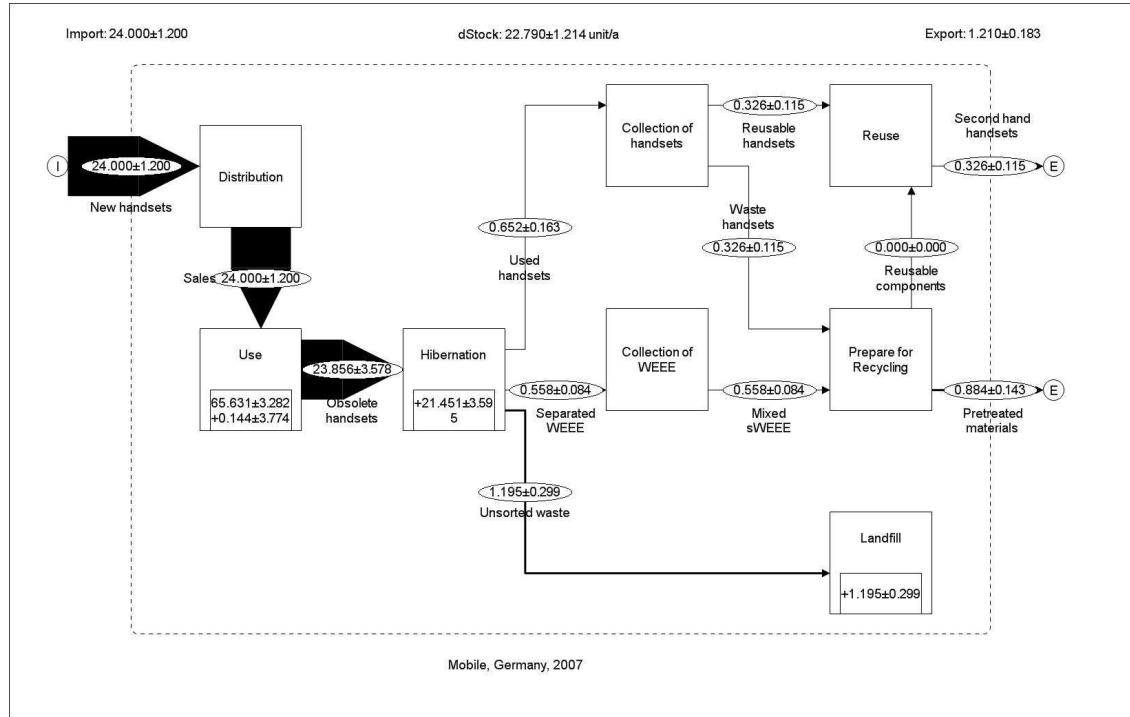 Import: 24.000±1.200
dStock: 22.790±1.214 unit/a
Export: 1.210±0.183
I
24.000±1.200
New handsets
Distribution
Sales
24.000±1.200
Use
65.631±3.282
+0.144±3.774
23.856±3.578
Obsolete
handsets
Hibernation
+21.451±3.59
5
0.652±0.163
Used
handsets
Collection of
handsets
0.326±0.115
Reusable
handsets
Reuse
Second hand
handsets
0.326±0.115
E
Waste
handsets
0.326±0.115
0.000±0.000
Reusable
components
0.558±0.084
Separated
WEEE
Collection of
WEEE
0.558±0.084
Mixed
sWEEE
Prepare for
Recycling
0.884±0.143
E
Pretreated
materials
1.195±0.299
Unsorted waste
Landfill
+1.195±0.299
Mobile, Germany, 2007